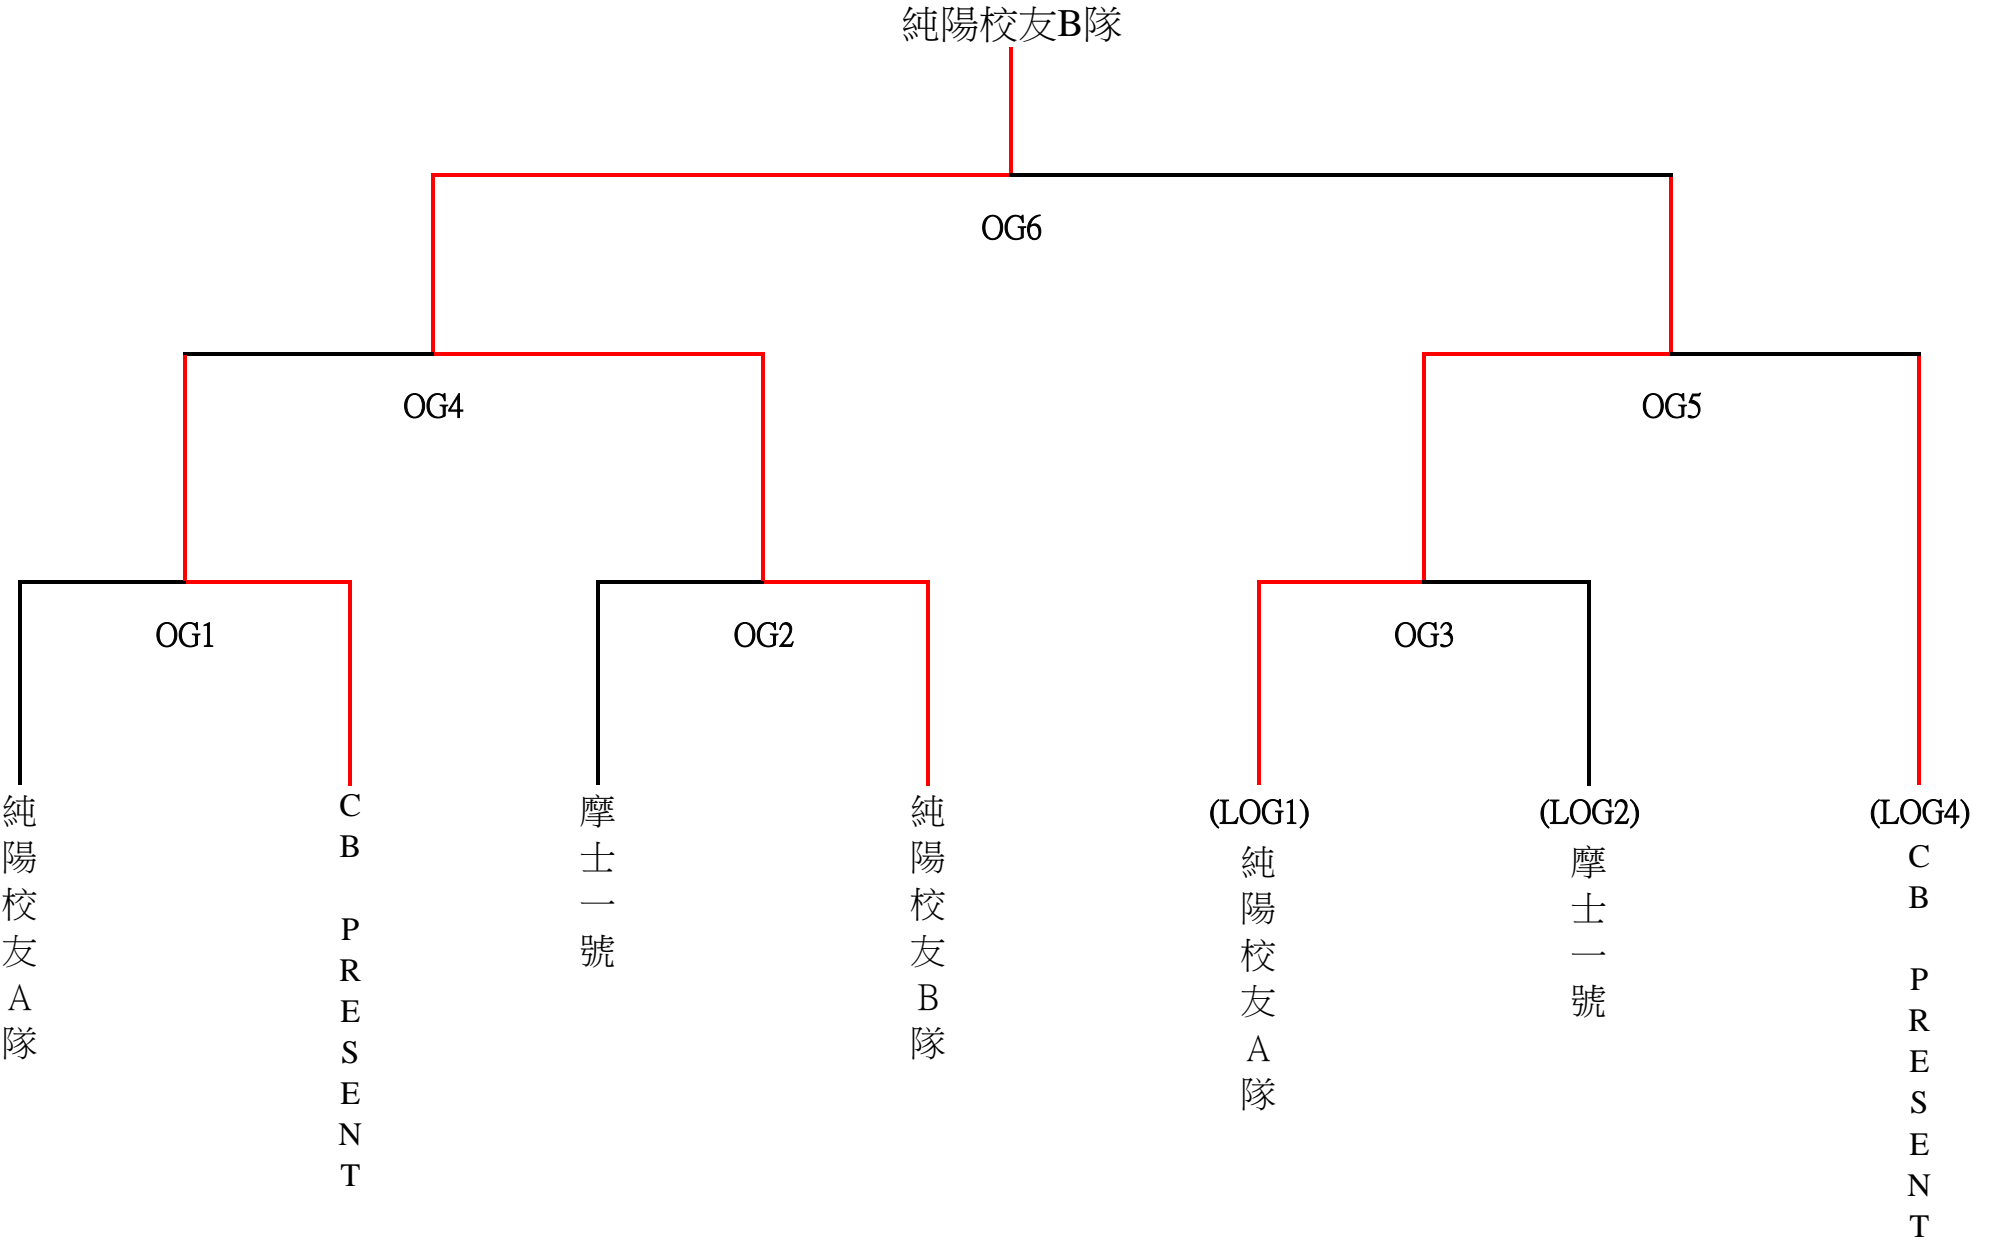 純陽校友B隊
OG6
OG4
OG5
OG1
OG2
OG3
純陽校友A隊
CB PRESENT
摩士一號
純陽校友B隊
(LOG1)
純陽校友A隊
(LOG2)
摩士一號
(LOG4)
CB PRESENT